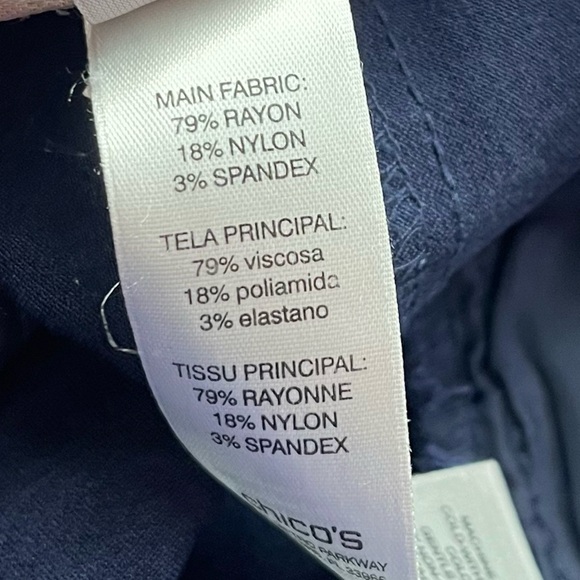 MAIN FABRIC:
79% RAYON
18% NYLON
3% SPANDEX
TELA PRINCIPAL:
79% viscosa
18% poliamida
3% elastano
TISSU PRINCIPAL:
79% RAYONNE
18% NYLON
3% SPANDEX
chico's
PARKWAY